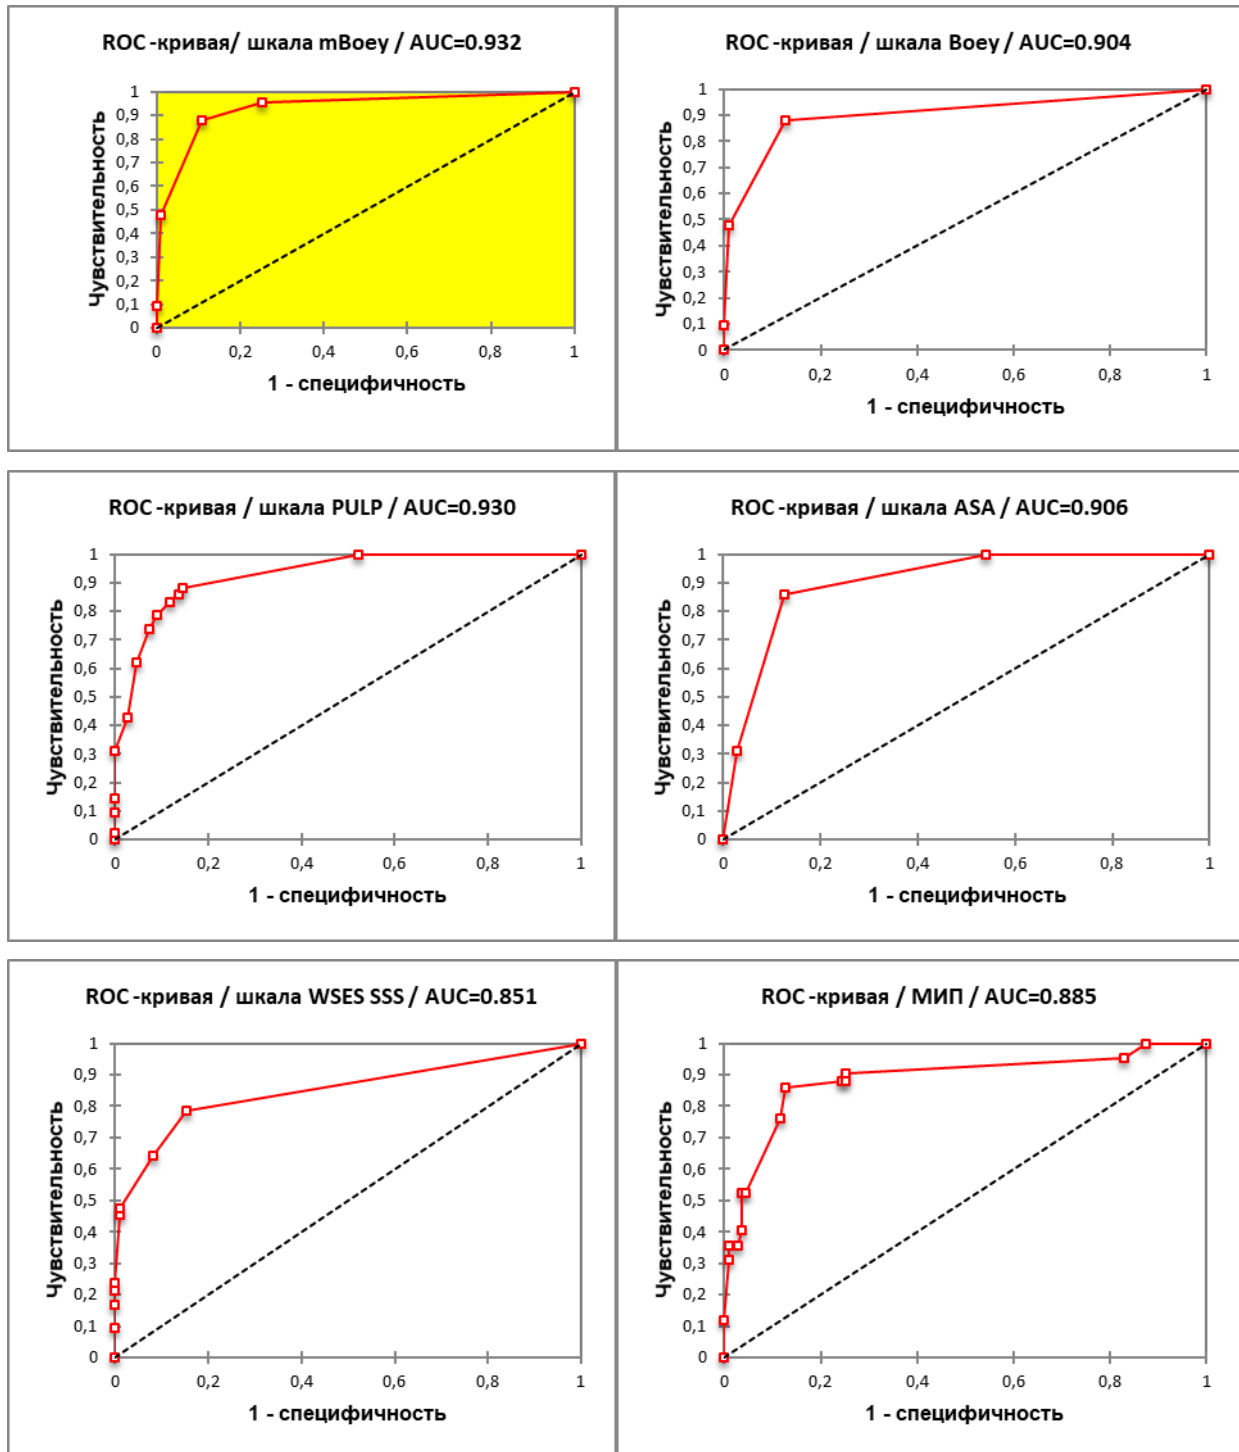 ROC -кривая/ шкала mBoey / AUC=0.932
Чувствительность
1
0,9
0,8
0,7
0,6
0,5
0,4
0,3
0,2
0,1
0
0 0,2 0,4 0,6 0,8 1
1 - специфичность
ROC -кривая / шкала Boey / AUC=0.904
Чувствительность
1
0,9
0,8
0,7
0,6
0,5
0,4
0,3
0,2
0,1
0
0 0,2 0,4 0,6 0,8 1
1 - специфичность
ROC -кривая / шкала PULP / AUC=0.930
Чувствительность
1
0,9
0,8
0,7
0,6
0,5
0,4
0,3
0,2
0,1
0
0 0,2 0,4 0,6 0,8 1
1 - специфичность
ROC -кривая / шкала ASA / AUC=0.906
Чувствительность
1
0,9
0,8
0,7
0,6
0,5
0,4
0,3
0,2
0,1
0
0 0,2 0,4 0,6 0,8 1
1 - специфичность
ROC -кривая / шкала WSES SSS / AUC=0.851
Чувствительность
1
0,9
0,8
0,7
0,6
0,5
0,4
0,3
0,2
0,1
0
0 0,2 0,4 0,6 0,8 1
1 - специфичность
ROC -кривая / МИП / AUC=0.885
Чувствительность
1
0,9
0,8
0,7
0,6
0,5
0,4
0,3
0,2
0,1
0
0 0,2 0,4 0,6 0,8 1
1 - специфичность